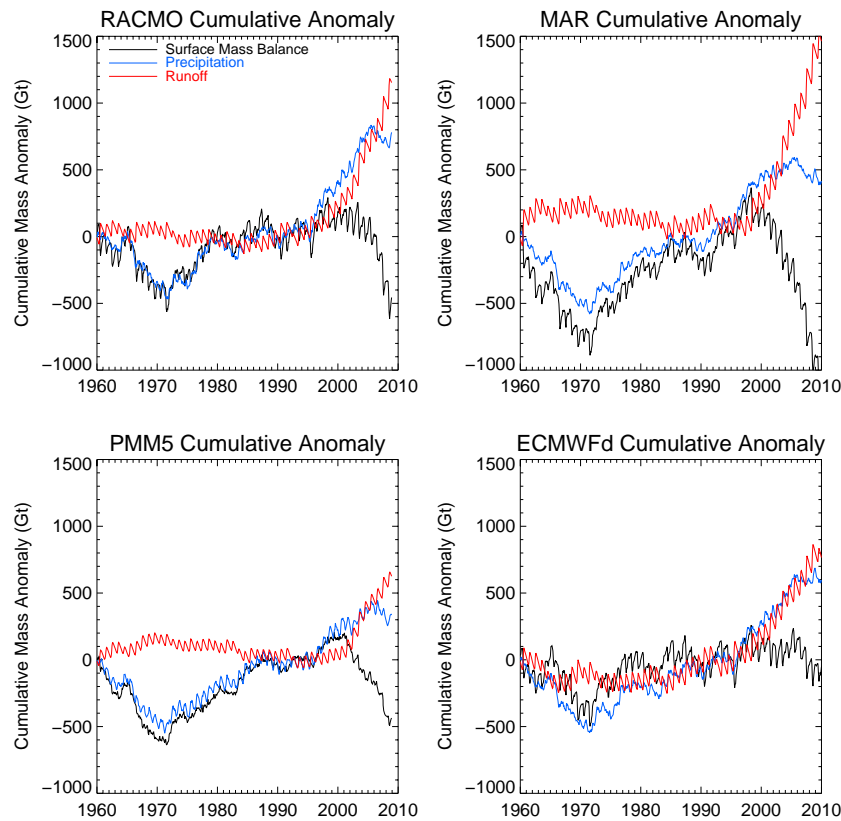 RACMO Cumulative Anomaly
Cumulative Mass Anomaly (Gt)
1500
1000
500
0
−500
−1000
Surface Mass Balance
Precipitation
Runoff
1960 1970 1980 1990 2000 2010
MAR Cumulative Anomaly
Cumulative Mass Anomaly (Gt)
1500
1000
500
0
−500
−1000
1960 1970 1980 1990 2000 2010
PMM5 Cumulative Anomaly
Cumulative Mass Anomaly (Gt)
1500
1000
500
0
−500
−1000
1960 1970 1980 1990 2000 2010
ECMWFd Cumulative Anomaly
Cumulative Mass Anomaly (Gt)
1500
1000
500
0
−500
−1000
1960 1970 1980 1990 2000 2010